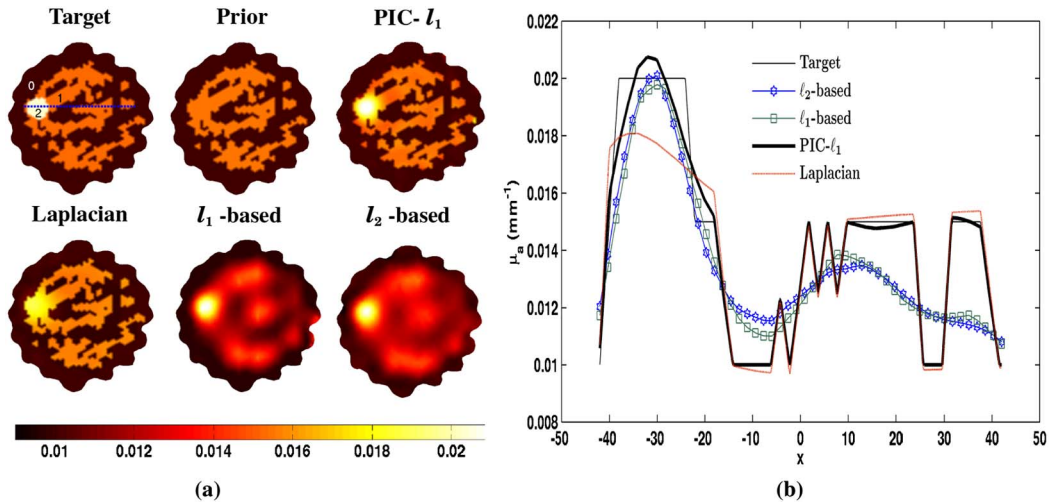 Target Prior PIC- l1
0
1
2
Laplacian l1 -based l2 -based
0.01 0.012 0.014 0.016 0.018 0.02
(a)
0.022
0.02
0.018
0.016
0.014
0.012
0.01
0.008
μa (mm⁻¹)
Target
ℓ2-based
ℓ1-based
PIC-ℓ1
Laplacian
-50 -40 -30 -20 -10 0 10 20 30 40 50
X
(b)